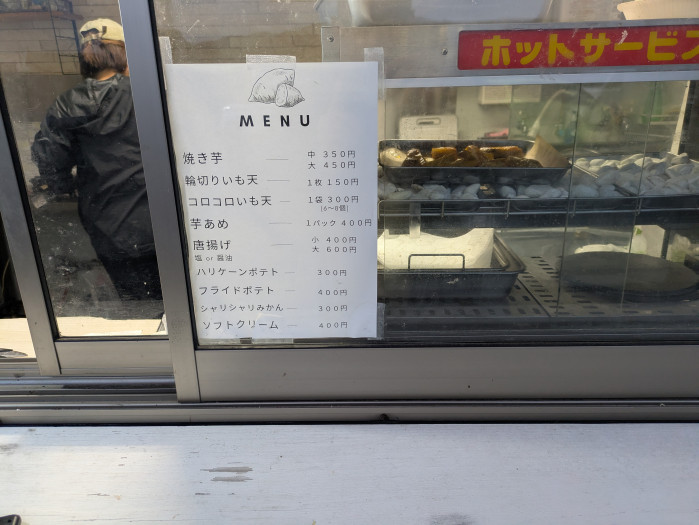 ホットサービス
MENU
焼き芋 中 350円
大 450円
輪切りいも天 1枚 150円
コロコロいも天 1袋 300円
(6〜8個)
芋あめ 1パック 400円
唐揚げ 小 400円
塩 or 醤油 大 600円
ハリケーンポテト 300円
フライドポテト 400円
シャリシャリみかん 300円
ソフトクリーム 400円